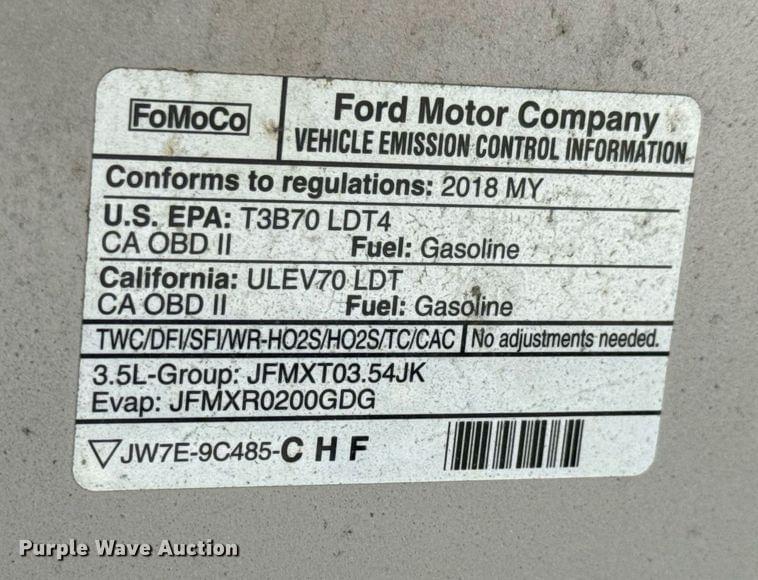 FoMoCo
Ford Motor Company
VEHICLE EMISSION CONTROL INFORMATION
Conforms to regulations: 2018 MY
U.S. EPA: T3B70 LDT4
CA OBD II Fuel: Gasoline
California: ULEV70 LDT
CA OBD II Fuel: Gasoline
TWC/DFI/SFI/WR-HO2S/HO2S/TC/CAC No adjustments needed.
3.5L-Group: JFMXT03.54JK
Evap: JFMXR0200GDG
JW7E-9C485-C H F
Purple Wave Auction